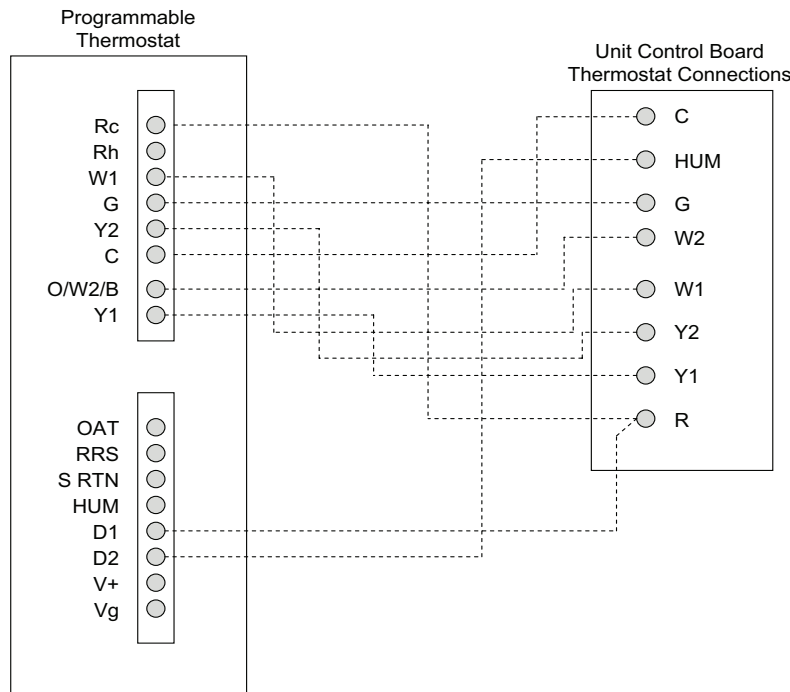 Programmable
Thermostat
Rc
Rh
W1
G
Y2
C
O/W2/B
Y1
OAT
RRS
S RTN
HUM
D1
D2
V+
Vg
Unit Control Board
Thermostat Connections
C
HUM
G
W2
W1
Y2
Y1
R